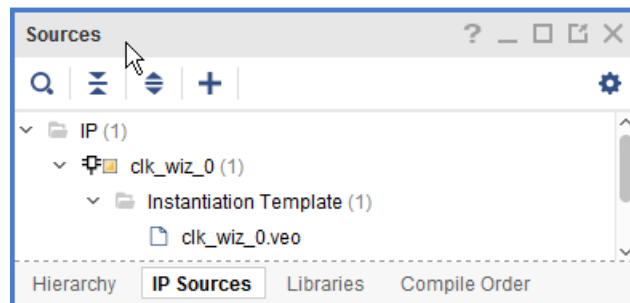 Sources
IP (1)
clk_wiz_0 (1)
Instantiation Template (1)
clk_wiz_0.veo
Hierarchy IP Sources Libraries Compile Order